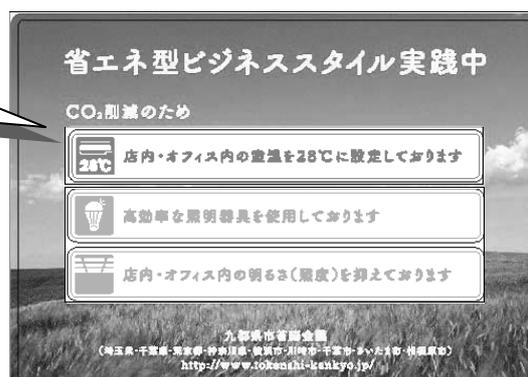 省エネ型ビジネススタイル実践中
CO₂削減のため
28℃
店内・オフィス内の室温を28℃に設定しております
高効率な照明器具を使用しております
店内・オフィス内の明るさ(照度)を抑えております
九都県市首脳会議
(埼玉県・千葉県・東京都・神奈川県・横浜市・川崎市・千葉市・さいたま市・相模原市)
http://www.tokenshi-kankyo.jp/